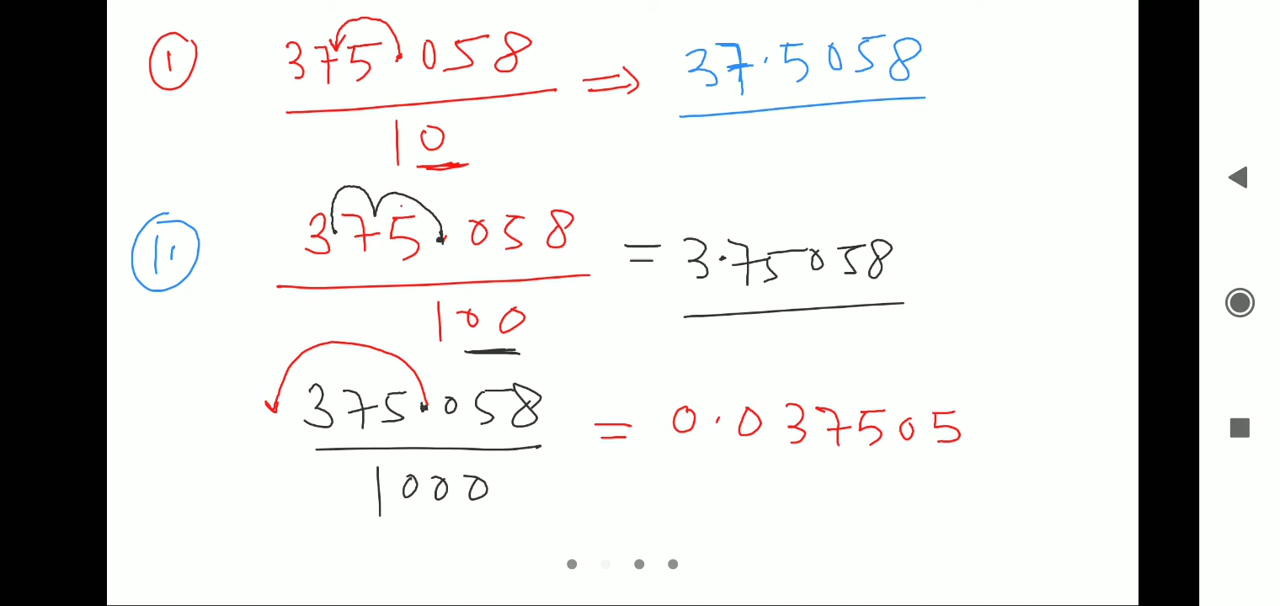 ① 375.058 ⇒ 37.5058
10
ⓘⓘ 375.058 = 3.75058
100
375.058 = 0.037505
1000